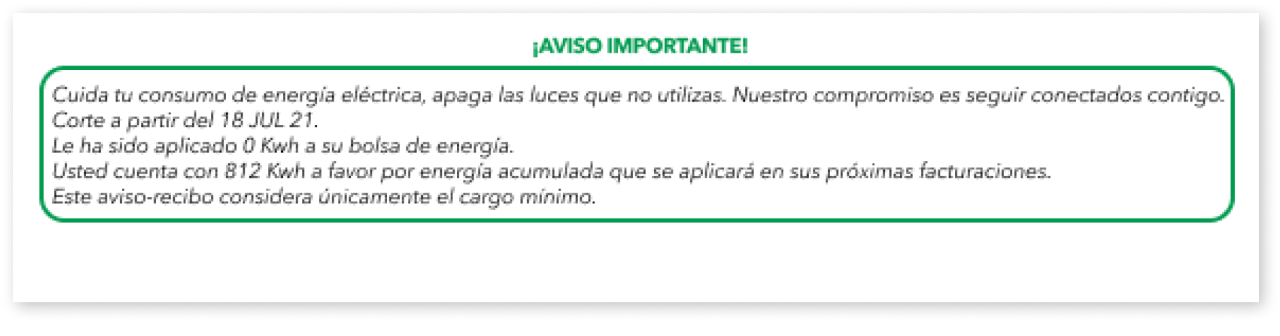 ¡AVISO IMPORTANTE!
Cuida tu consumo de energía eléctrica, apaga las luces que no utilizas. Nuestro compromiso es seguir conectados contigo.
Corte a partir del 18 JUL 21.
Le ha sido aplicado 0 Kwh a su bolsa de energía.
Usted cuenta con 812 Kwh a favor por energía acumulada que se aplicará en sus próximas facturaciones.
Este aviso-recibo considera únicamente el cargo mínimo.